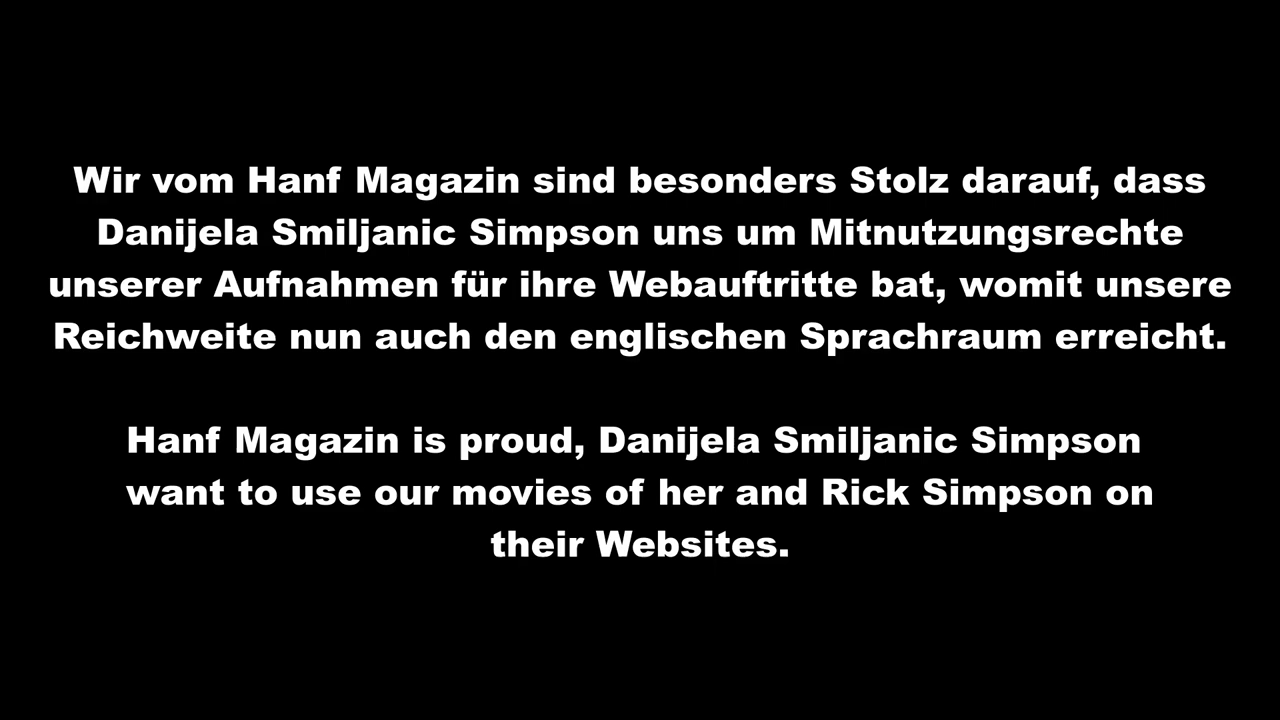 Wir vom Hanf Magazin sind besonders Stolz darauf, dass
Danijela Smiljanic Simpson uns um Mitnutzungsrechte
unserer Aufnahmen für ihre Webauftritte bat, womit unsere
Reichweite nun auch den englischen Sprachraum erreicht.
Hanf Magazin is proud, Danijela Smiljanic Simpson
want to use our movies of her and Rick Simpson on
their Websites.